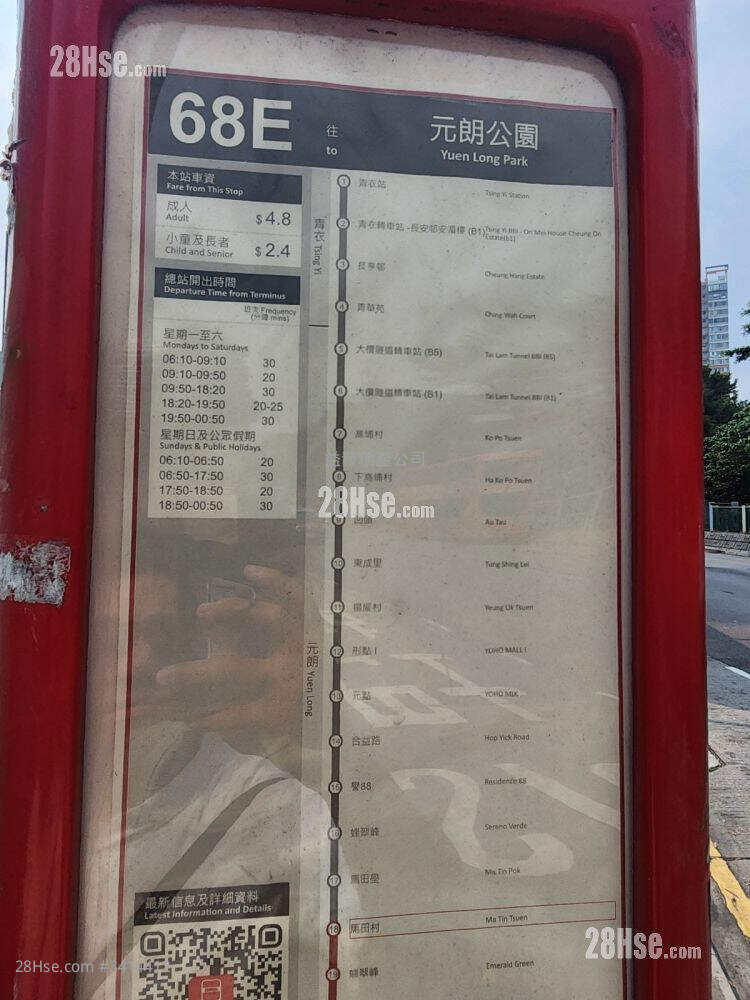 28Hse.com
68E
往
to
元朗公園
Yuen Long Park
本站車資
Fare from This Stop
成人
Adult
$ 4.8
小童及長者
Child and Senior
$ 2.4
總站開出時間
Departure Time from Terminus
班次 Frequency
(分鐘 mins)
星期一至六
Mondays to Saturdays
06:10-09:10 30
09:10-09:50 20
09:50-18:20 30
18:20-19:50 20-25
19:50-00:50 30
星期日及公眾假期
Sundays & Public Holidays
06:10-06:50 20
06:50-17:50 30
17:50-18:50 20
18:50-00:50 30
青衣 Tsing Yi
元朗 Yuen Long
1 青衣站 Tsing Yi Station
2 青衣轉車站 -長安邨安湄樓 (B1) Tsing Yi BBI - On Mei House Cheung On
Estate(b1)
3 長亨邨 Cheung Hang Estate
4 青華苑 Ching Wah Court
5 大欖隧道轉車站 (B5) Tai Lam Tunnel BBI (B5)
6 大欖隧道轉車站 (B1) Tai Lam Tunnel BBI (B1)
7 高埔村 Ko Po Tsuen
8 下高埔村 Ha Ko Po Tsuen
28Hse.com
9 凹頭 Au Tau
10 東成里 Tung Shing Lei
11 楊屋村 Yeung Uk Tsuen
12 形點 I YOHO MALL I
13 元點 YOHO MIX
14 合益路 Hop Yick Road
15 譽88 Residence 88
16 蝶翠峰 Sereno Verde
17 馬田壆 Ma Tin Pok
18 馬田村 Ma Tin Tsuen
19 朗翠峰 Emerald Green
最新信息及詳細資料
Latest Information and Details
28Hse.com
28Hse.com